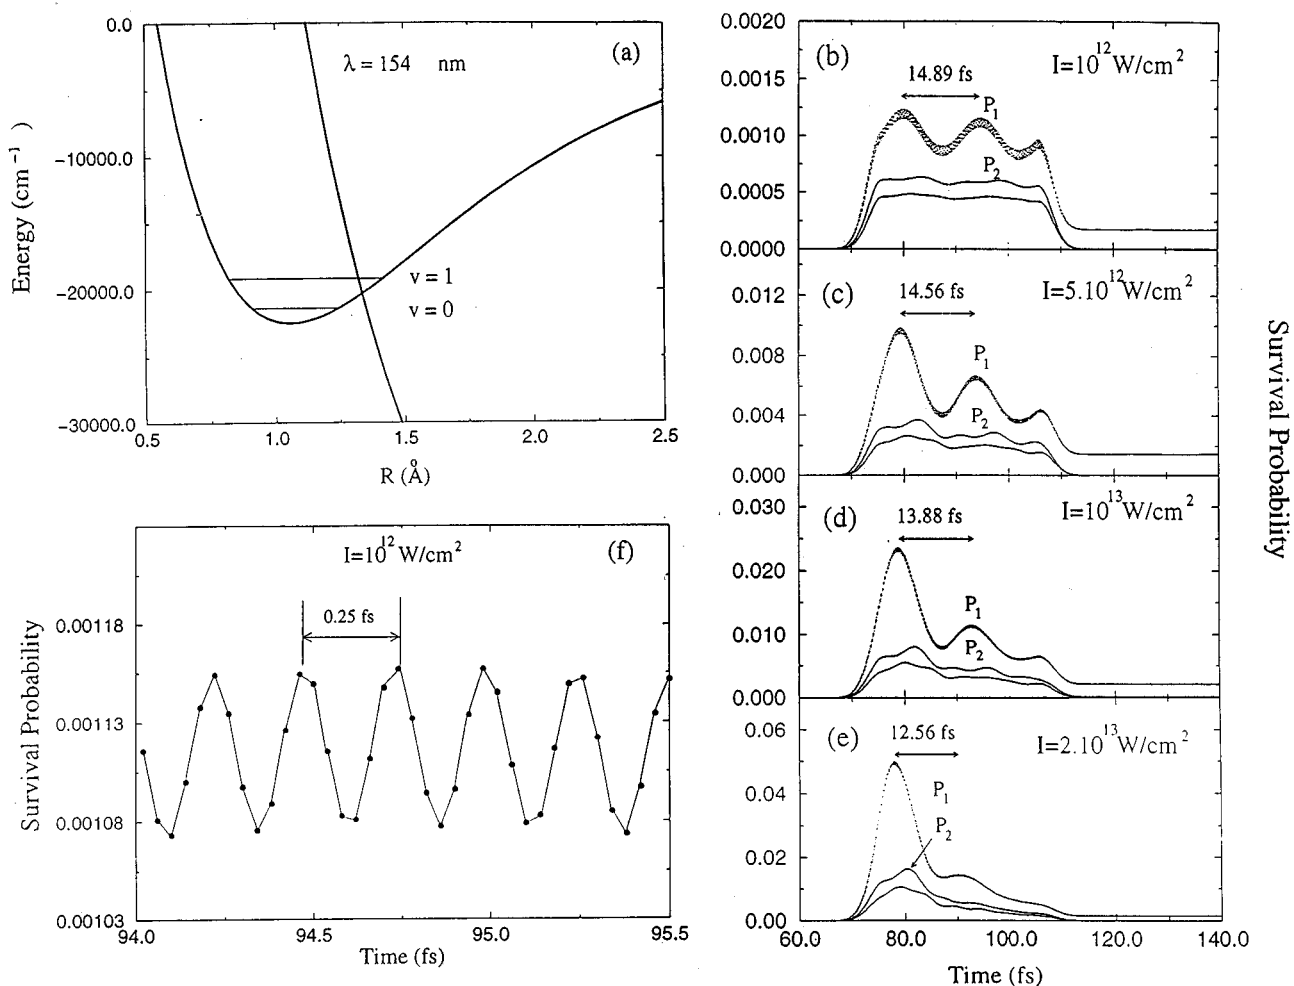 0.0
−10000.0
−20000.0
−30000.0
Energy (cm⁻¹)
λ = 154 nm
(a)
v = 1
v = 0
0.5
1.0
1.5
2.0
2.5
R (Å)
0.0020
0.0015
0.0010
0.0005
0.0000
(b)
14.89 fs
I=10¹²W/cm²
P₁
P₂
0.012
0.008
0.004
0.000
(c)
14.56 fs
I=5.10¹²W/cm²
P₁
P₂
0.030
0.020
0.010
0.000
(d)
13.88 fs
I=10¹³W/cm²
P₁
P₂
0.06
0.04
0.02
0.00
(e)
12.56 fs
I=2.10¹³W/cm²
P₁
P₂
60.0
80.0
100.0
120.0
140.0
Time (fs)
Survival Probability
I=10¹²W/cm²
(f)
0.25 fs
0.00118
0.00113
0.00108
0.00103
Survival Probability
94.0
94.5
95.0
95.5
Time (fs)